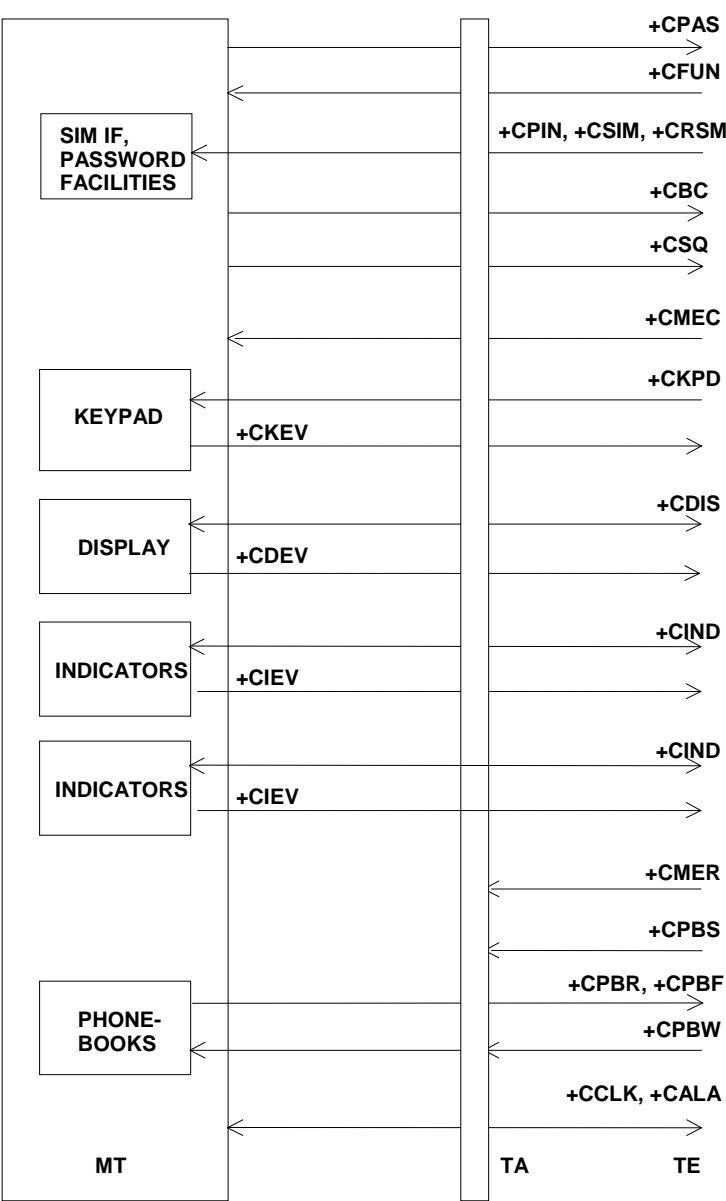 +CPAS
+CFUN
SIM IF,
PASSWORD
FACILITIES
+CPIN, +CSIM, +CRSM
+CBC
+CSQ
+CMEC
+CKPD
KEYPAD
+CKEV
+CDIS
DISPLAY
+CDEV
+CIND
INDICATORS
+CIEV
+CIND
INDICATORS
+CIEV
+CMER
+CPBS
+CPBR, +CPBF
PHONE-
BOOKS
+CPBW
+CCLK, +CALA
MT TA TE